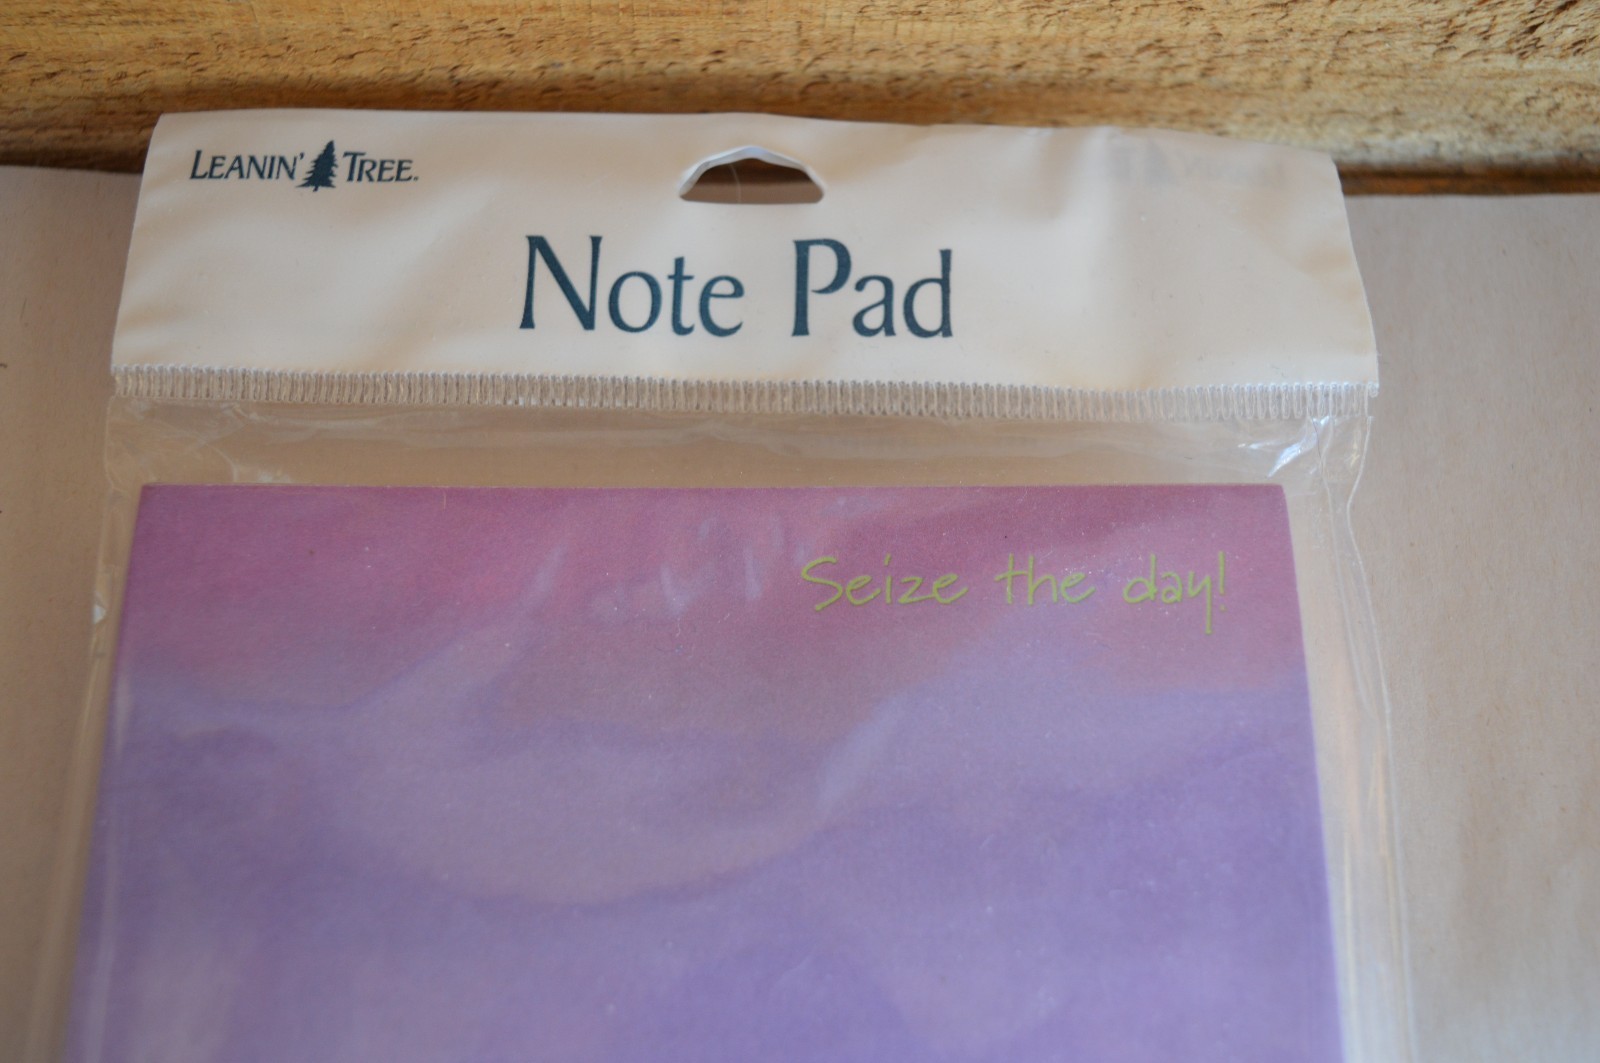 LEANIN' TREE.
Note Pad
Seize the day!